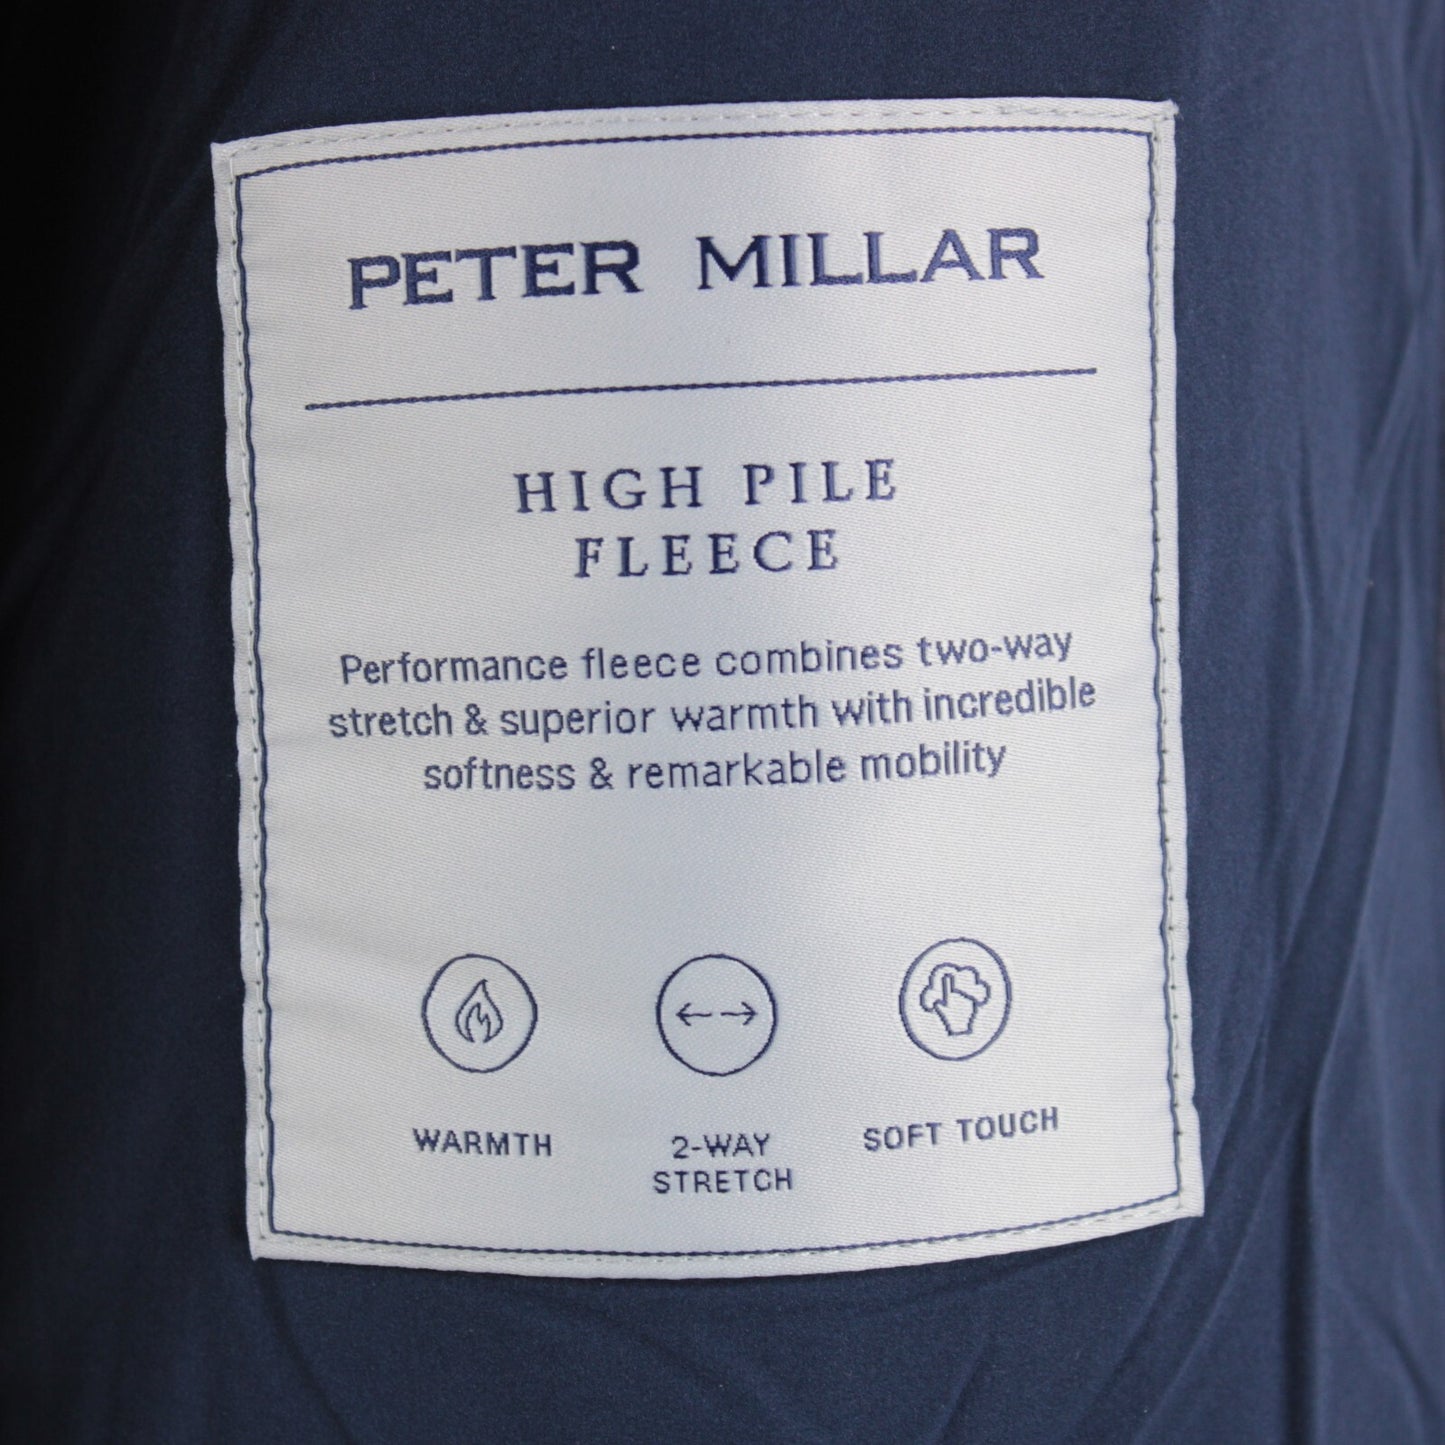 PETER MILLAR
HIGH PILE
FLEECE
Performance fleece combines two-way
stretch & superior warmth with incredible
softness & remarkable mobility
WARMTH
2-WAY
STRETCH
SOFT TOUCH